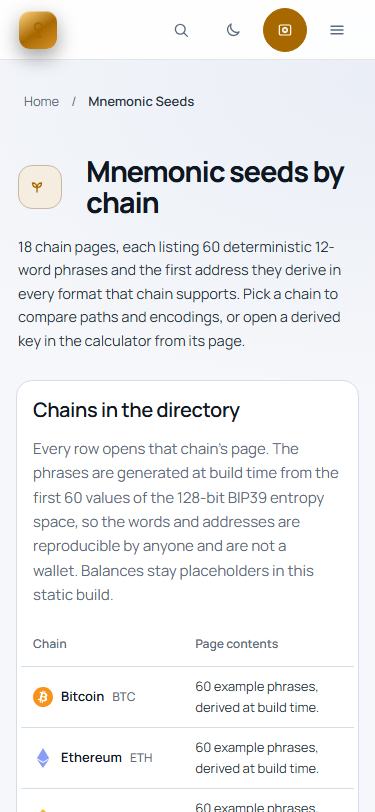 Home / Mnemonic Seeds
Mnemonic seeds by
chain
18 chain pages, each listing 60 deterministic 12-
word phrases and the first address they derive in
every format that chain supports. Pick a chain to
compare paths and encodings, or open a derived
key in the calculator from its page.
Chains in the directory
Every row opens that chain's page. The
phrases are generated at build time from the
first 60 values of the 128-bit BIP39 entropy
space, so the words and addresses are
reproducible by anyone and are not a
wallet. Balances stay placeholders in this
static build.
Chain Page contents
Bitcoin BTC 60 example phrases,
derived at build time.
Ethereum ETH 60 example phrases,
derived at build time.
60 example phrases,